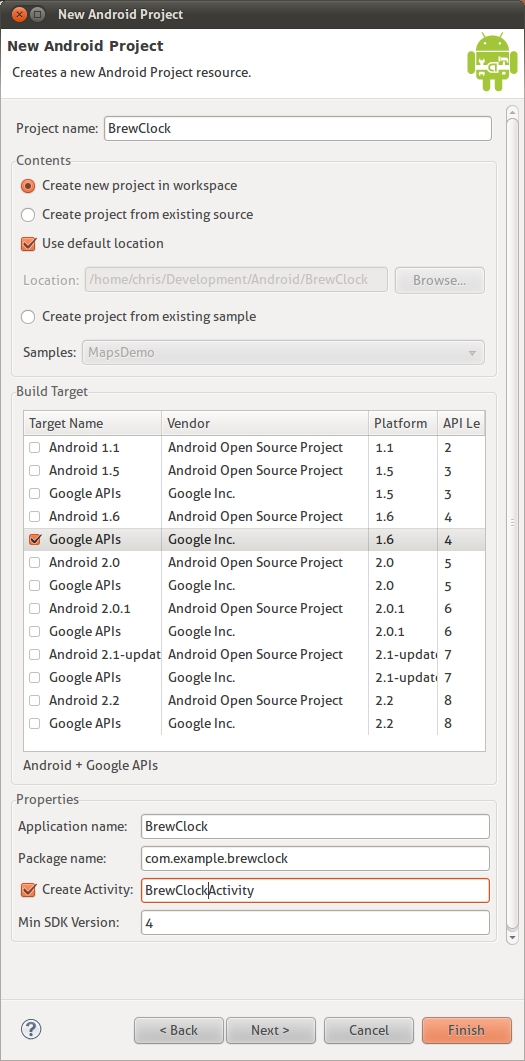 New Android Project
New Android Project
Creates a new Android Project resource.
Project name: BrewClock
Contents
Create new project in workspace
Create project from existing source
Use default location
Location: /home/chris/Development/Android/BrewClock Browse...
Create project from existing sample
Samples: MapsDemo
Build Target
Target Name Vendor Platform API Le
Android 1.1 Android Open Source Project 1.1 2
Android 1.5 Android Open Source Project 1.5 3
Google APIs Google Inc. 1.5 3
Android 1.6 Android Open Source Project 1.6 4
Google APIs Google Inc. 1.6 4
Android 2.0 Android Open Source Project 2.0 5
Google APIs Google Inc. 2.0 5
Android 2.0.1 Android Open Source Project 2.0.1 6
Google APIs Google Inc. 2.0.1 6
Android 2.1-updat Android Open Source Project 2.1-update 7
Google APIs Google Inc. 2.1-update 7
Android 2.2 Android Open Source Project 2.2 8
Google APIs Google Inc. 2.2 8
Android + Google APIs
Properties
Application name: BrewClock
Package name: com.example.brewclock
Create Activity: BrewClockActivity
Min SDK Version: 4
? < Back Next > Cancel Finish